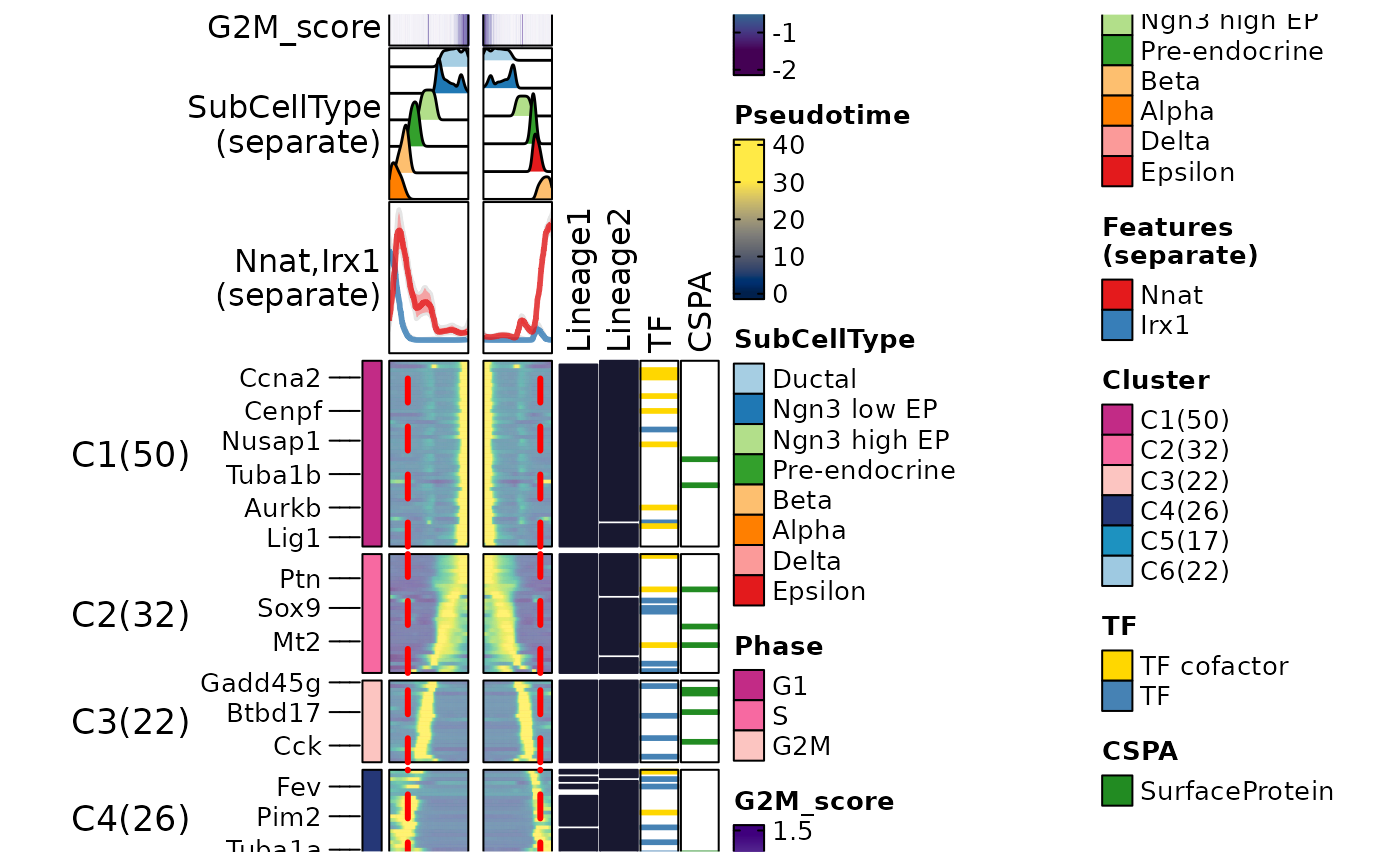 G2M_score
SubCellType
(separate)
Nnat,Irx1
(separate)
Lineage1
Lineage2
TF
CSPA
C1(50)
Ccna2
Cenpf
Nusap1
Tuba1b
Aurkb
Lig1
C2(32)
Ptn
Sox9
Mt2
C3(22)
Gadd45g
Btbd17
Cck
C4(26)
Fev
Pim2
Tuba1a
-1
-2
Pseudotime
40
30
20
10
0
SubCellType
Ductal
Ngn3 low EP
Ngn3 high EP
Pre-endocrine
Beta
Alpha
Delta
Epsilon
Phase
G1
S
G2M
G2M_score
1.5
Ngn3 high EP
Pre-endocrine
Beta
Alpha
Delta
Epsilon
Features
(separate)
Nnat
Irx1
Cluster
C1(50)
C2(32)
C3(22)
C4(26)
C5(17)
C6(22)
TF
TF cofactor
TF
CSPA
SurfaceProtein